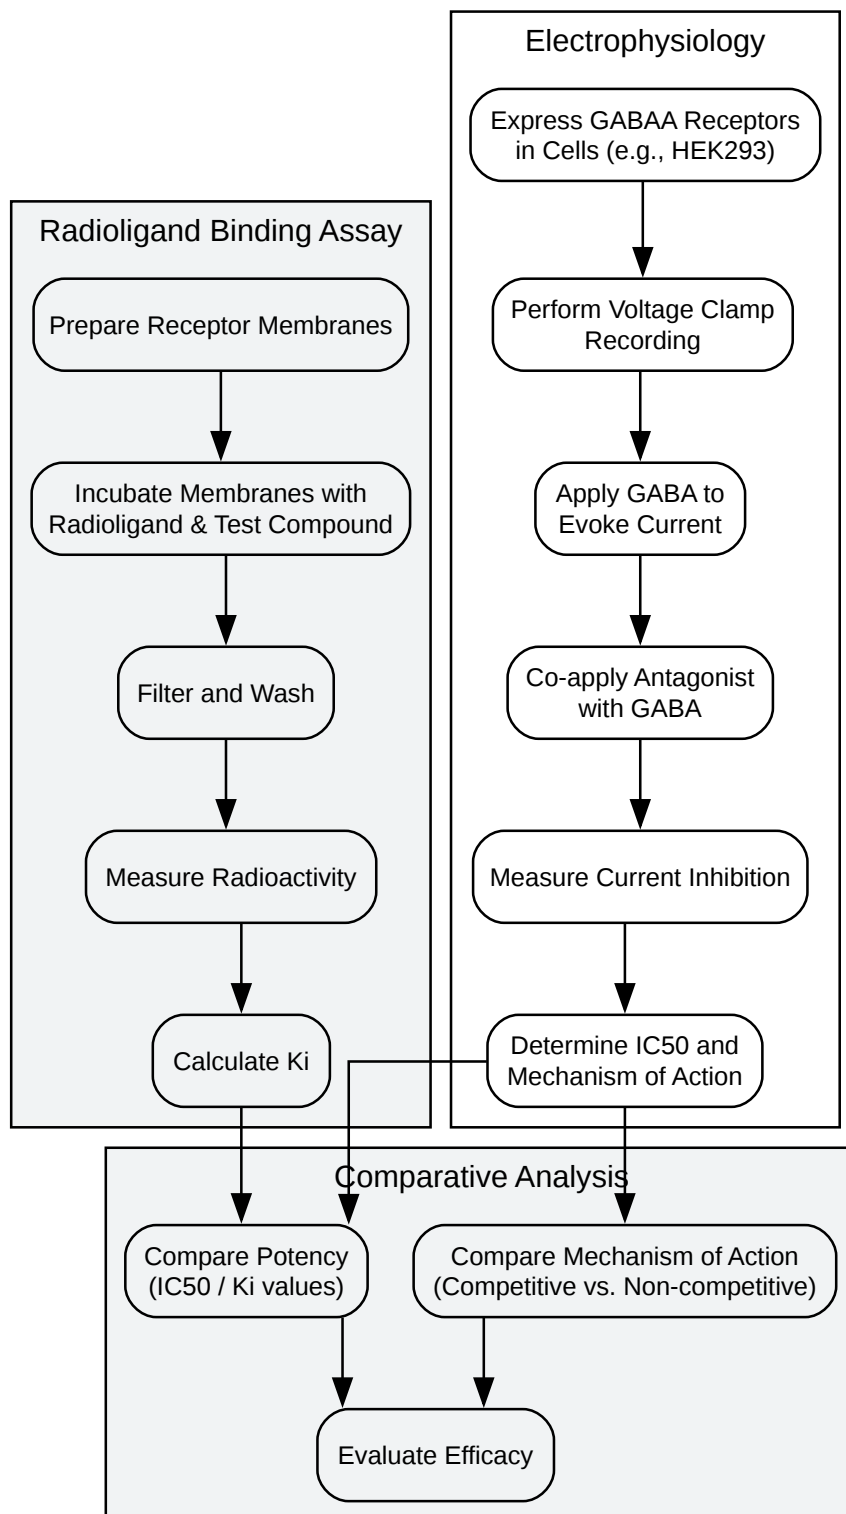 Electrophysiology
Express GABAA Receptors
in Cells (e.g., HEK293)
Perform Voltage Clamp
Recording
Apply GABA to
Evoke Current
Co-apply Antagonist
with GABA
Measure Current Inhibition
Determine IC50 and
Mechanism of Action
Radioligand Binding Assay
Prepare Receptor Membranes
Incubate Membranes with
Radioligand & Test Compound
Filter and Wash
Measure Radioactivity
Calculate Ki
Comparative Analysis
Compare Potency
(IC50 / Ki values)
Compare Mechanism of Action
(Competitive vs. Non-competitive)
Evaluate Efficacy